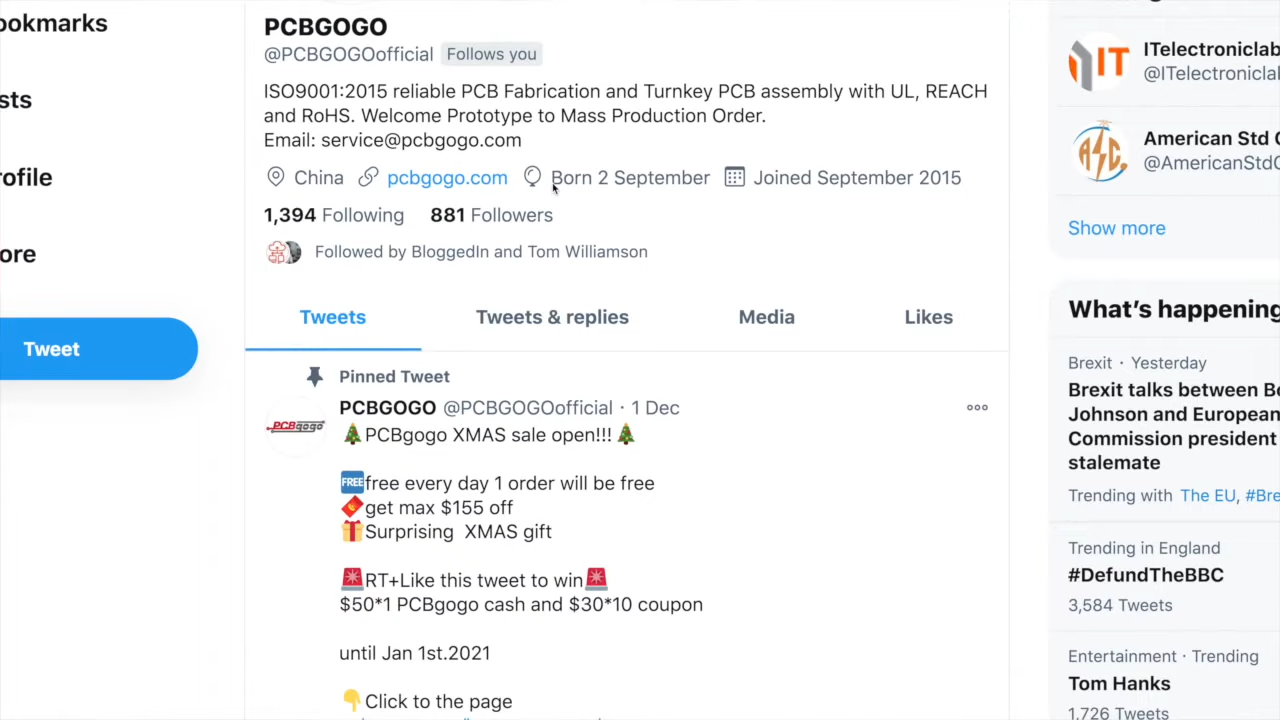 ookmarks
sts
rofile
ore
Tweet
PCBGOGO
@PCBGOGOofficial Follows you
ISO9001:2015 reliable PCB Fabrication and Turnkey PCB assembly with UL, REACH
and RoHS. Welcome Prototype to Mass Production Order.
Email: service@pcbgogo.com
China pcbgogo.com Born 2 September Joined September 2015
1,394 Following 881 Followers
Followed by BloggedIn and Tom Williamson
Tweets Tweets & replies Media Likes
Pinned Tweet
PCBGOGO @PCBGOGOofficial · 1 Dec
PCBgogo
🎄PCBgogo XMAS sale open!!!🎄
🆓free every day 1 order will be free
🧧get max $155 off
🎁Surprising XMAS gift
🚨RT+Like this tweet to win🚨
$50*1 PCBgogo cash and $30*10 coupon
until Jan 1st.2021
👇Click to the page
IT
ITelectroniclab
@ITelectroniclal
ASC
American Std C
@AmericanStdC
Show more
What's happening
Brexit · Yesterday
Brexit talks between Bo
Johnson and European
Commission president
stalemate
Trending with The EU, #Bre
Trending in England
#DefundTheBBC
3,584 Tweets
Entertainment · Trending
Tom Hanks
1,726 Tweets